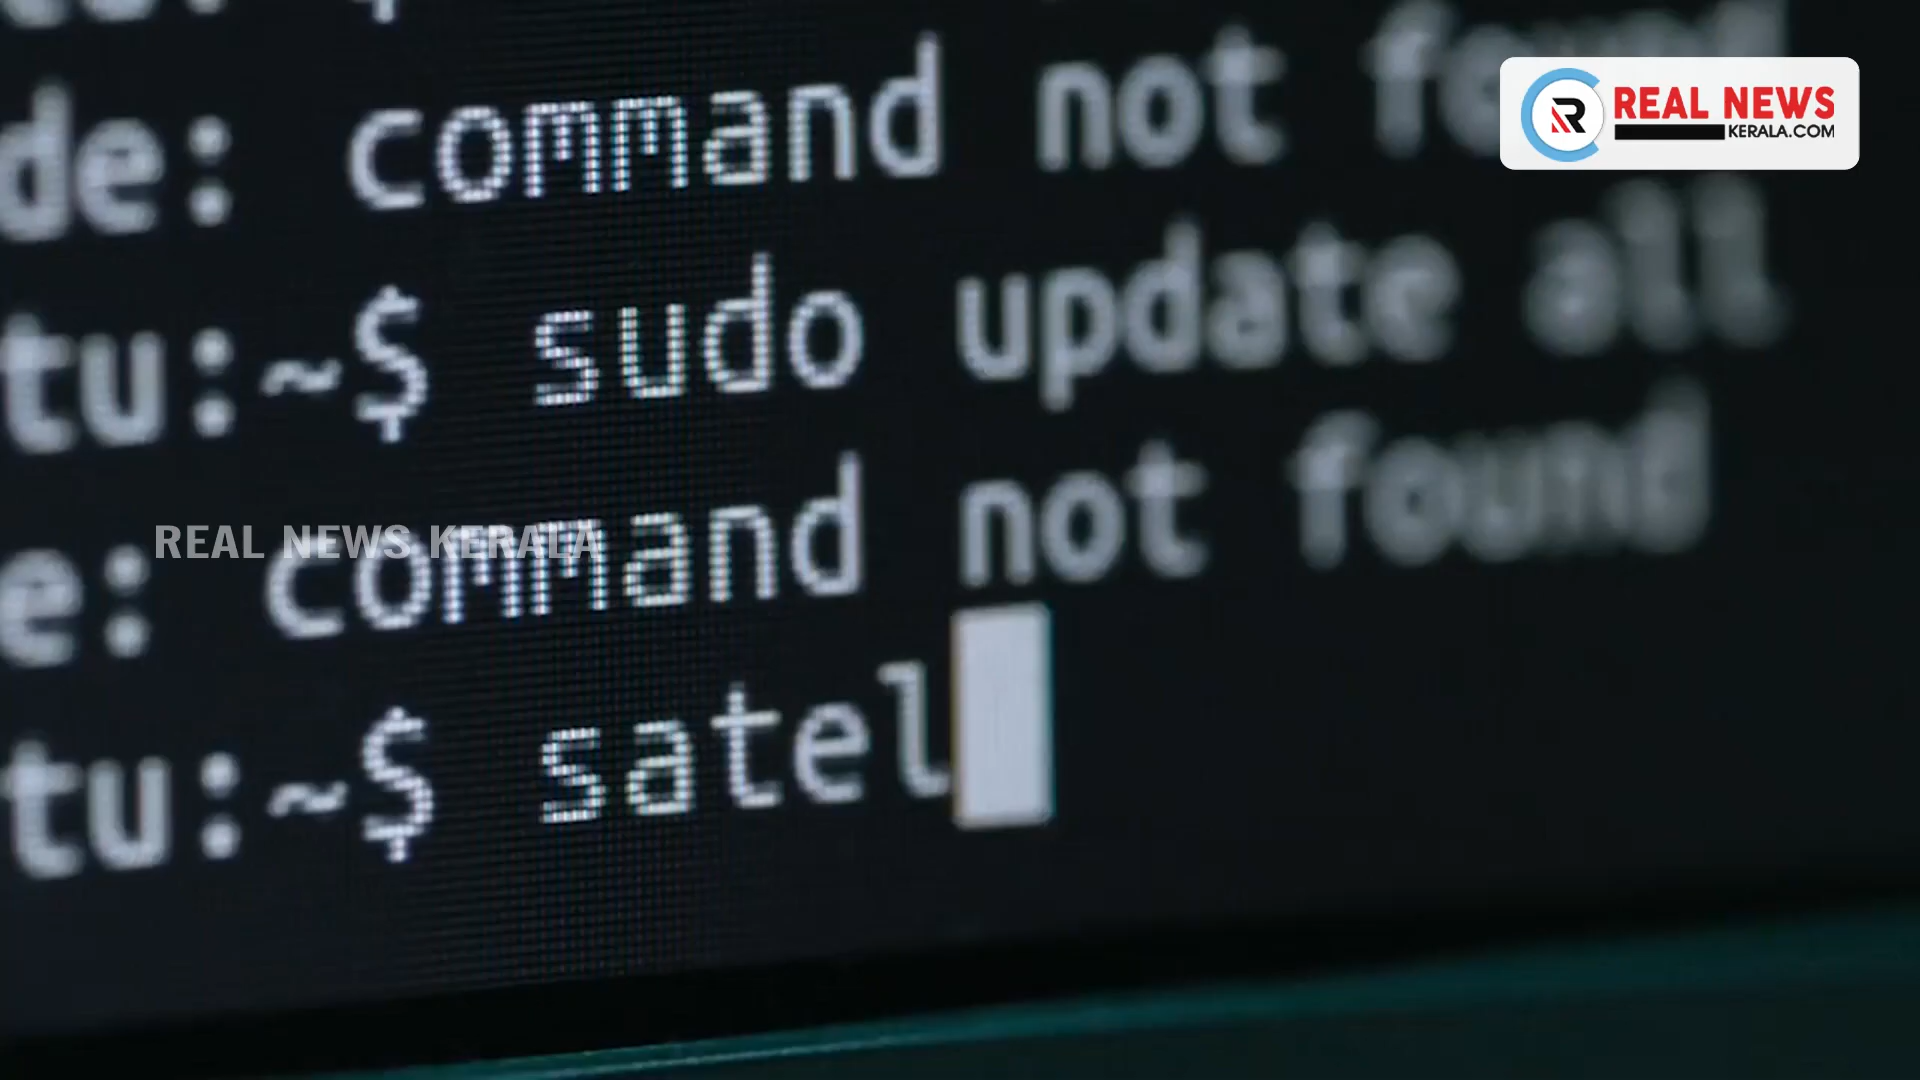 de: command not found
REAL NEWS
KERALA.COM
tu:~$ sudo update all
e: command not found
REAL NEWS KERALA
tu:~$ satel